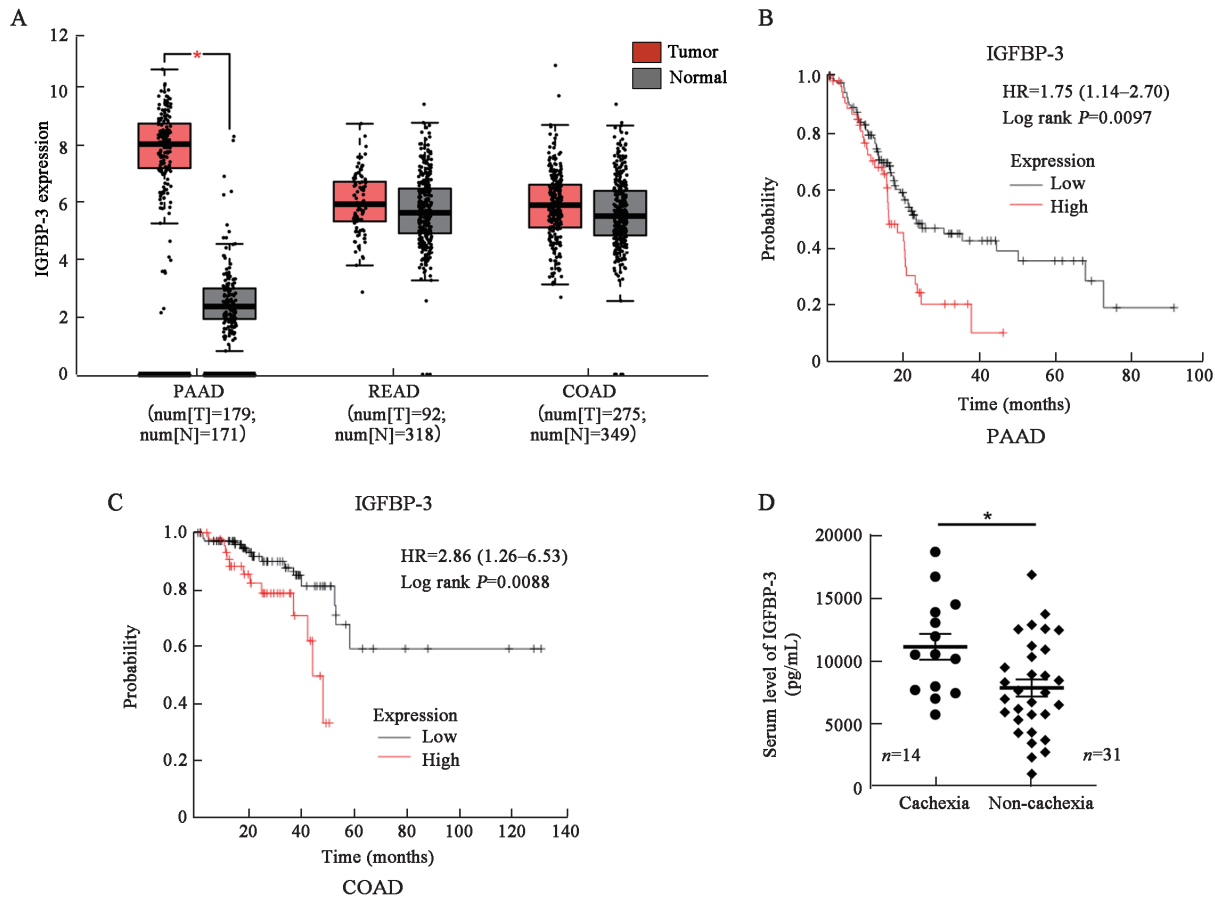 A
12
10
8
6
4
2
0
IGFBP-3 expression
*
Tumor
Normal
PAAD
(num[T]=179;
num[N]=171)
READ
(num[T]=92;
num[N]=318)
COAD
(num[T]=275;
num[N]=349)
B
IGFBP-3
HR=1.75 (1.14–2.70)
Log rank P=0.0097
Expression
Low
High
Probability
1.0
0.8
0.6
0.4
0.2
0
20
40
60
80
100
Time (months)
PAAD
C
IGFBP-3
HR=2.86 (1.26–6.53)
Log rank P=0.0088
Expression
Low
High
Probability
1.0
0.8
0.6
0.4
0.2
0
20
40
60
80
100
120
140
Time (months)
COAD
D
*
Serum level of IGFBP-3
(pg/mL)
20000
15000
10000
5000
0
n=14
n=31
Cachexia
Non-cachexia